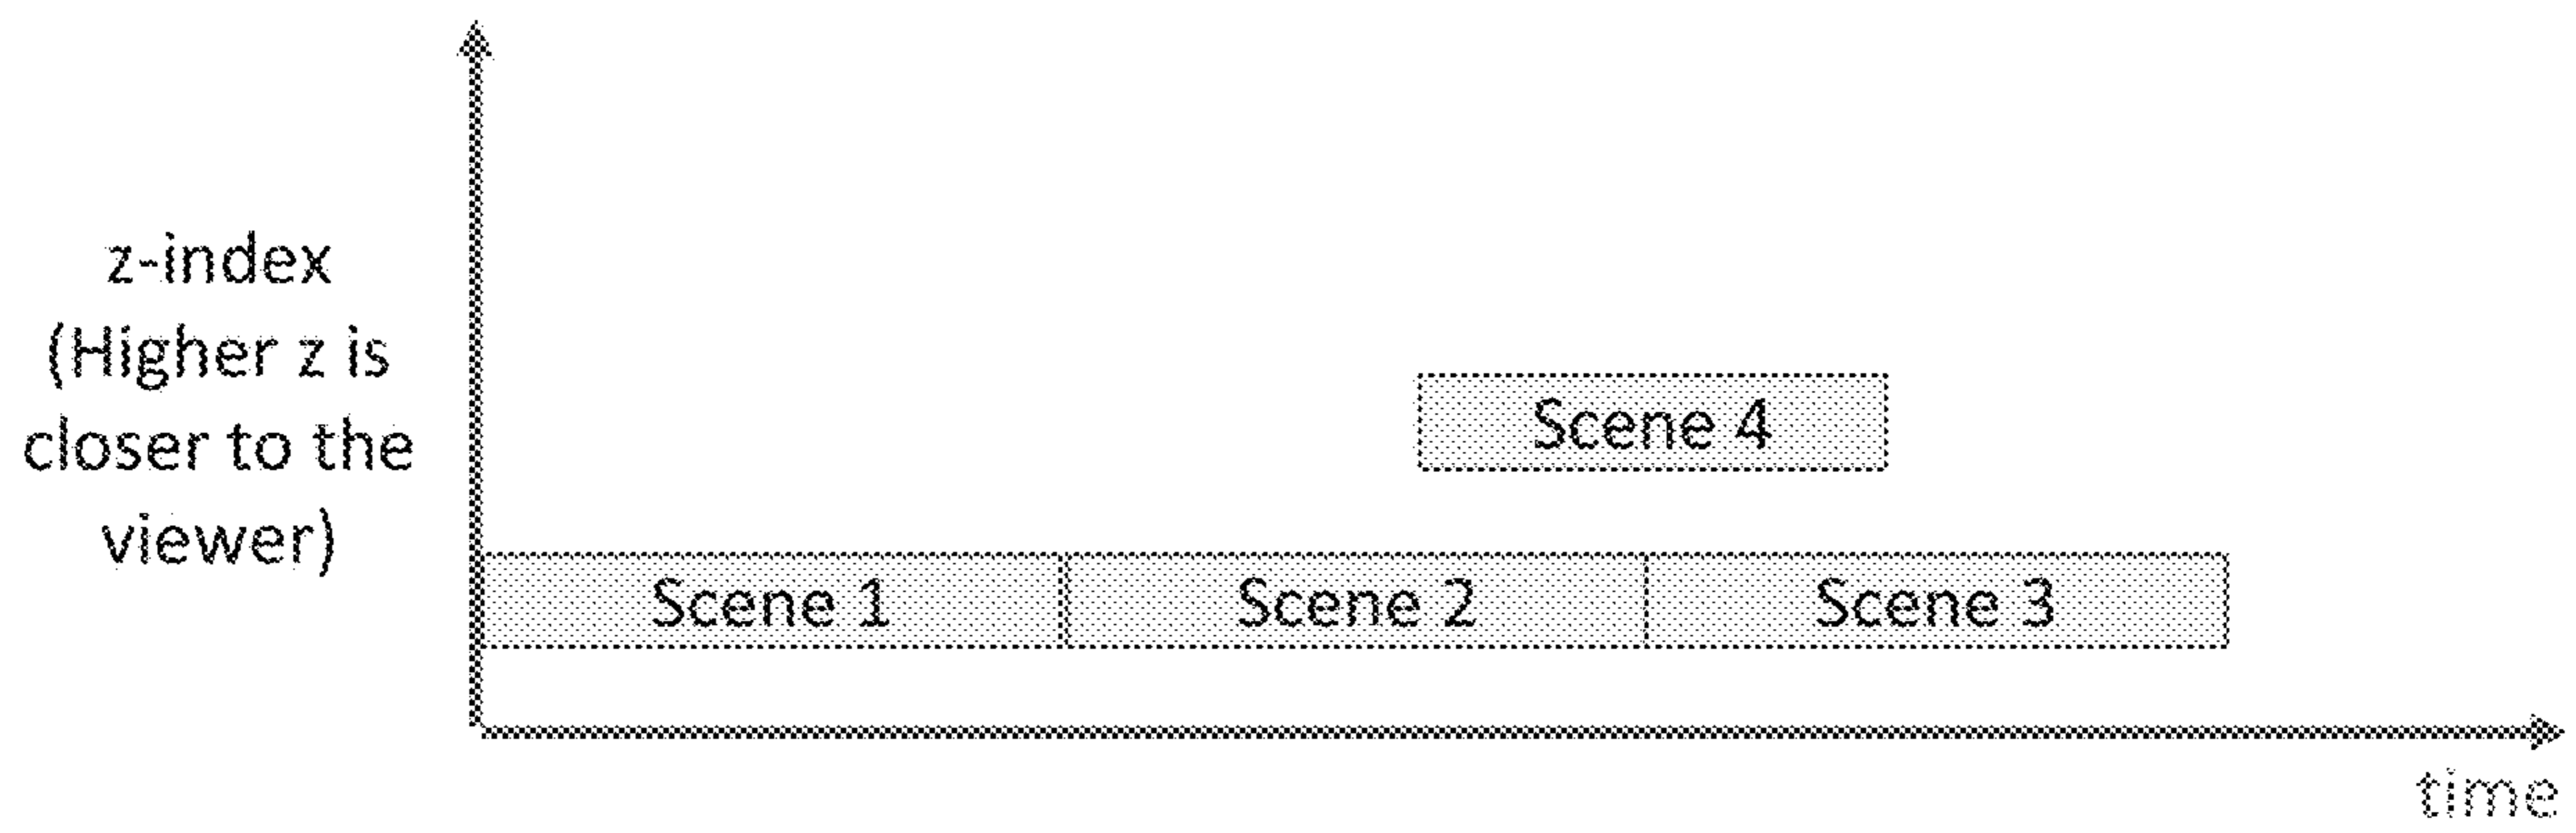 z-index
(Higher z is
closer to the
viewer)
Scene 4
Scene 1
Scene 2
Scene 3
time